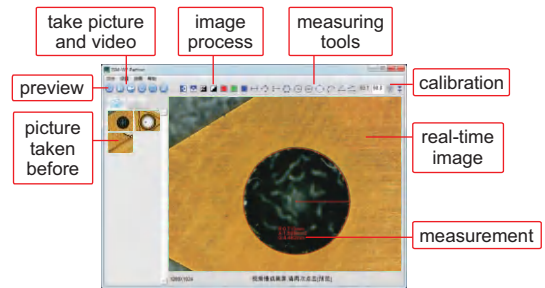 take picture
and video
image
process
measuring
tools
preview
calibration
picture
taken
before
real-time
image
measurement